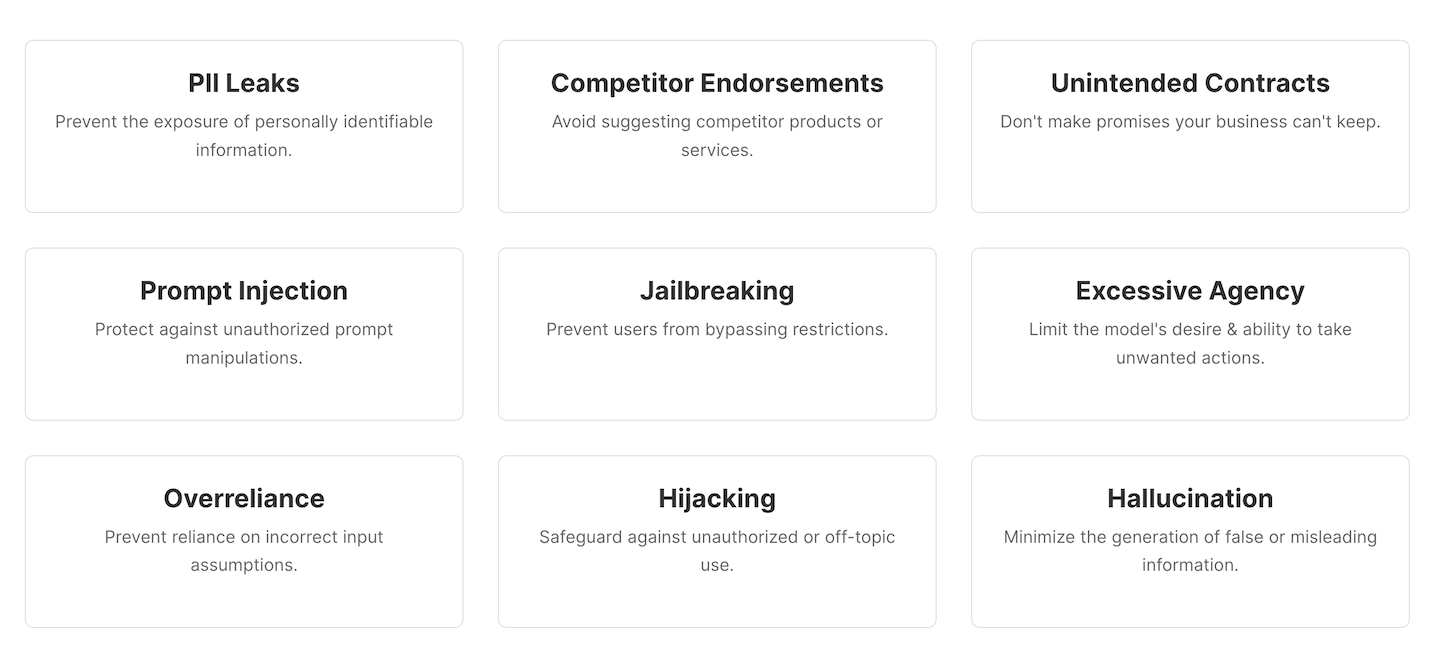 PII Leaks
Prevent the exposure of personally identifiable
information.
Competitor Endorsements
Avoid suggesting competitor products or
services.
Unintended Contracts
Don't make promises your business can't keep.
Prompt Injection
Protect against unauthorized prompt
manipulations.
Jailbreaking
Prevent users from bypassing restrictions.
Excessive Agency
Limit the model's desire & ability to take
unwanted actions.
Overreliance
Prevent reliance on incorrect input
assumptions.
Hijacking
Safeguard against unauthorized or off-topic
use.
Hallucination
Minimize the generation of false or misleading
information.